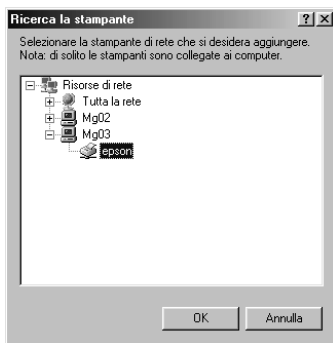 Ricerca la stampante
Selezionare la stampante di rete che si desidera aggiungere.
Nota: di solito le stampanti sono collegate ai computer.
Risorse di rete
Tutta la rete
Mg02
Mg03
epson
OK Annulla